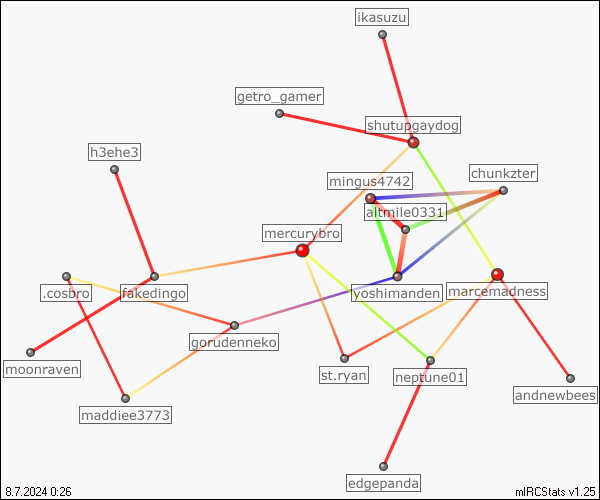 ikasuzu
getro_gamer
shutupgaydog
h3ehe3
chunkzter
mingus4742
altmile0331
mercurybro
.cosbro
fakedingo
yoshimanden
marcemadness
gorudenneko
moonraven
st.ryan
neptune01
andnewbees
maddiee3773
edgepanda
8.7.2024 0:26
mIRCStats v1.25